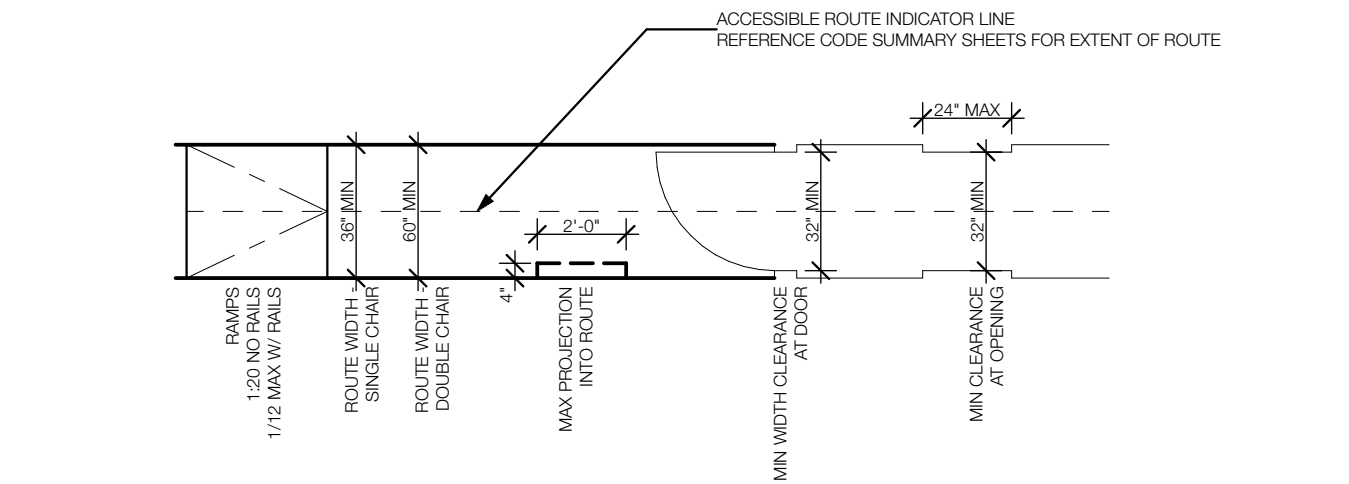 ACCESSIBLE ROUTE INDICATOR LINE
REFERENCE CODE SUMMARY SHEETS FOR EXTENT OF ROUTE
24" MAX
36" MIN
60" MIN
2'-0"
4"
32" MIN
32" MIN
RAMPS
1:20 NO RAILS
1/12 MAX W/ RAILS
ROUTE WIDTH -
SINGLE CHAIR
ROUTE WIDTH -
DOUBLE CHAIR
MAX PROJECTION
INTO ROUTE
MIN WIDTH CLEARANCE
AT DOOR
MIN CLEARANCE
AT OPENING